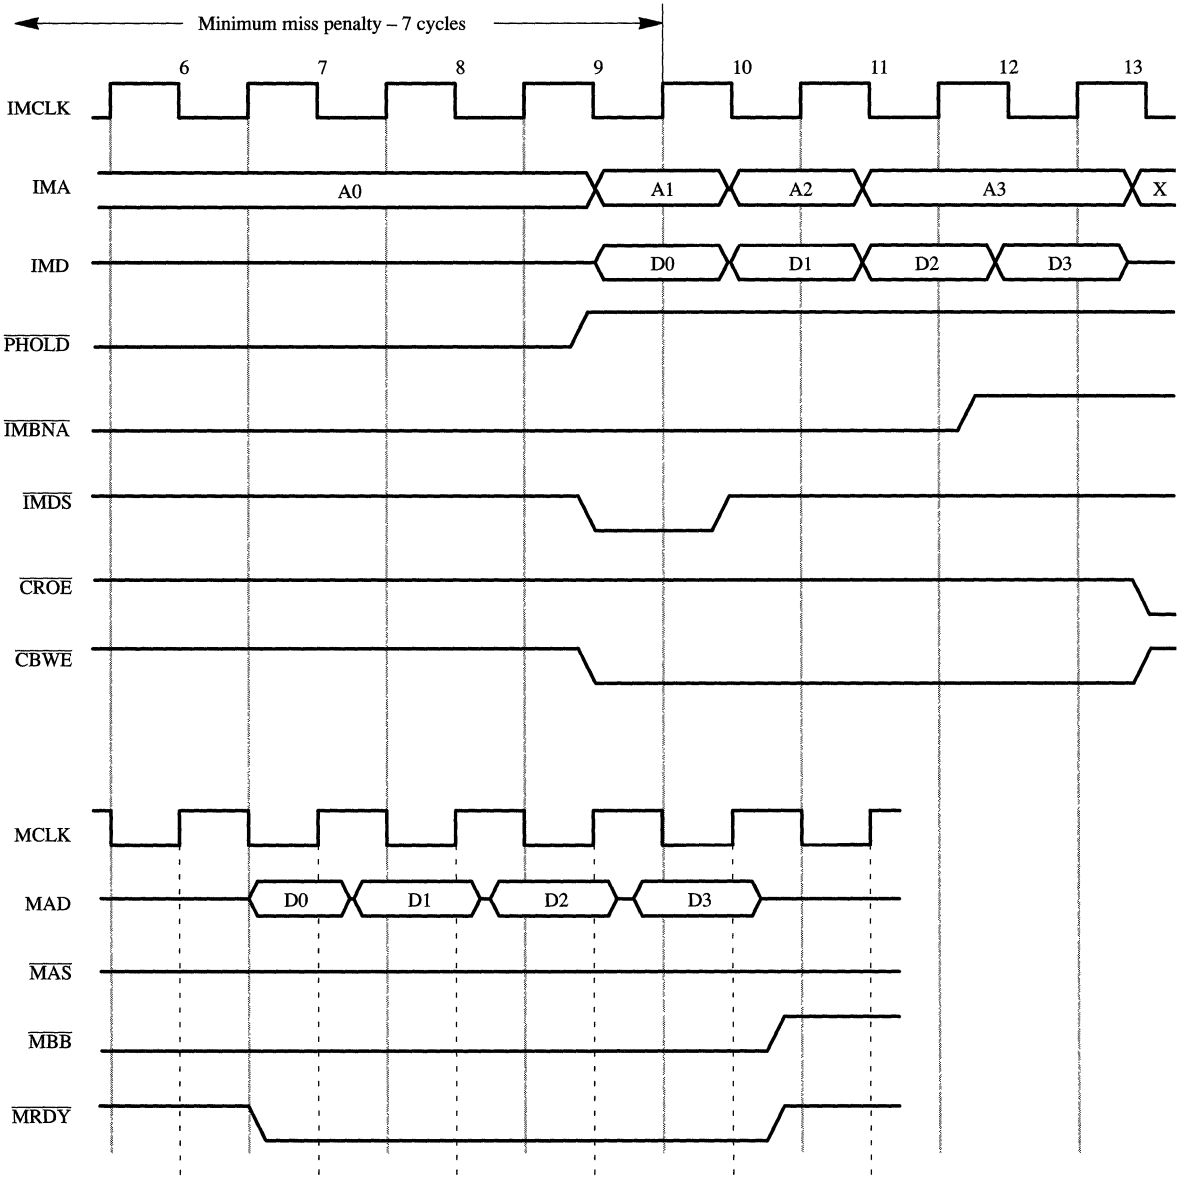 Minimum miss penalty – 7 cycles
6 7 8 9 10 11 12 13
IMCLK
IMA A0 A1 A2 A3 X
IMD D0 D1 D2 D3
PHOLD
IMBNA
IMDS
CROE
CBWE
MCLK
MAD D0 D1 D2 D3
MAS
MBB
MRDY